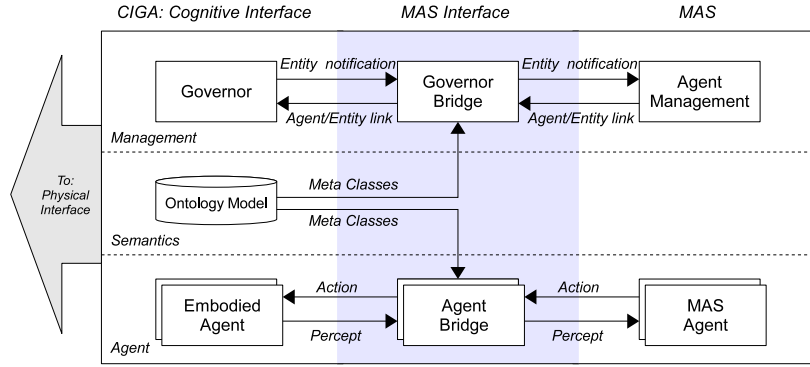 CIGA: Cognitive Interface
MAS Interface
MAS
Governor
Entity notification
Agent/Entity link
Governor
Bridge
Entity notification
Agent/Entity link
Agent
Management
Management
To:
Physical
Interface
Ontology Model
Meta Classes
Meta Classes
Semantics
Embodied
Agent
Action
Percept
Agent
Bridge
Action
Percept
MAS
Agent
Agent